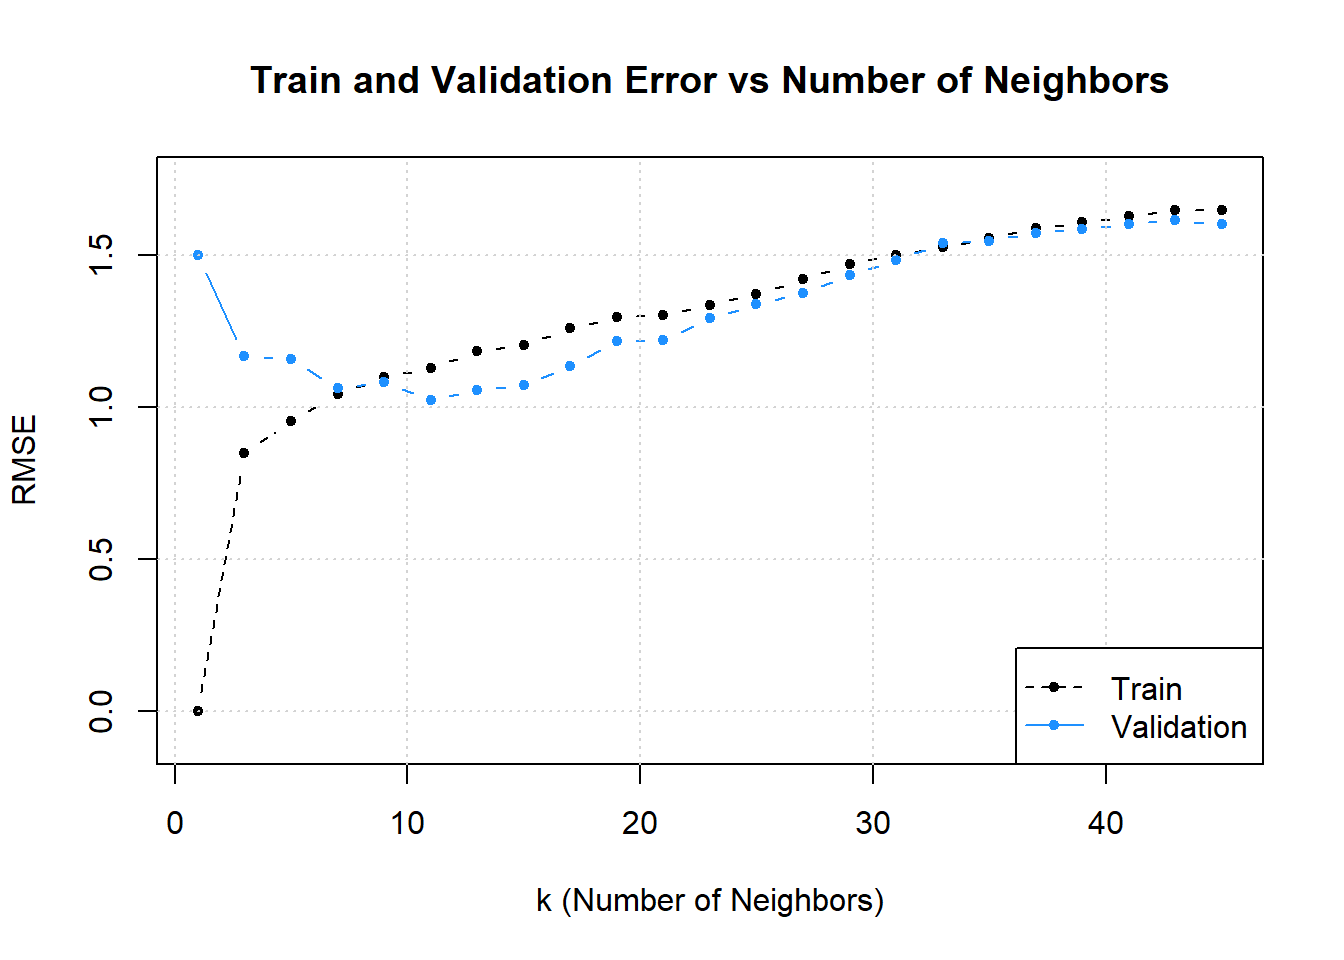 Train and Validation Error vs Number of Neighbors
RMSE
1.5
1.0
0.5
0.0
Train
Validation
0 10 20 30 40
k (Number of Neighbors)